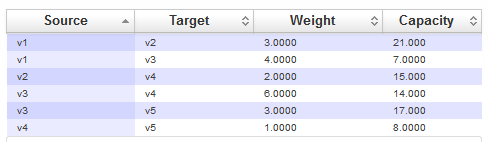 Source Target Weight Capacity
v1 v2 3.0000 21.000
v1 v3 4.0000 7.000
v2 v4 2.0000 15.000
v3 v4 6.0000 14.000
v3 v5 3.0000 17.000
v4 v5 1.0000 8.0000